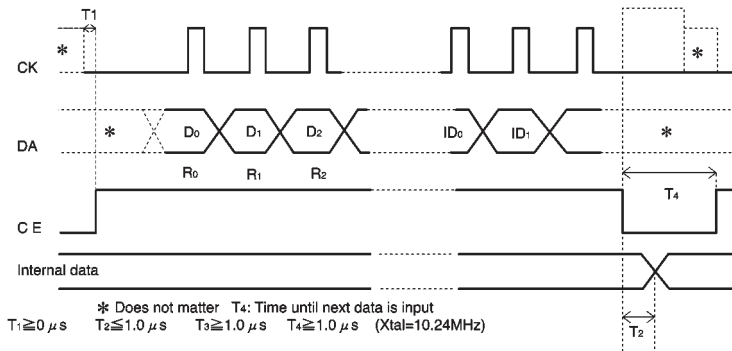 T1
*
*
CK
D0 D1 D2 ID0 ID1
*
*
DA
R0 R1 R2
T4
C E
Internal data
* Does not matter T4: Time until next data is input
T1≧0 μs T2≦1.0 μs T3≧1.0 μs T4≧1.0 μs (Xtal=10.24MHz)
T2